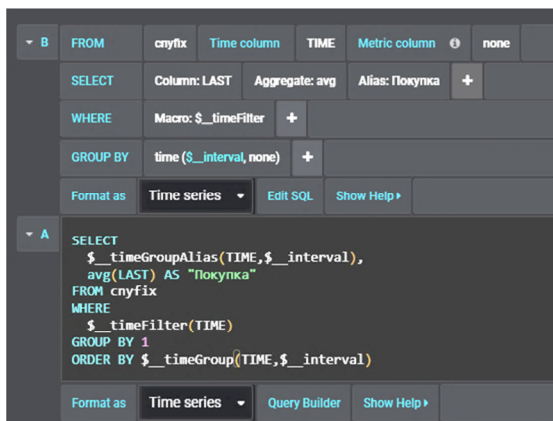 B FROM cnyfix Time column TIME Metric column none
SELECT Column: LAST Aggregate: avg Alias: Покупка +
WHERE Macro: $__timeFilter +
GROUP BY time ($__interval, none) +
Format as Time series Edit SQL Show Help
A
SELECT
$__timeGroupAlias(TIME,$__interval),
avg(LAST) AS "Покупка"
FROM cnyfix
WHERE
$__timeFilter(TIME)
GROUP BY 1
ORDER BY $__timeGroup(TIME,$__interval)
Format as Time series Query Builder Show Help